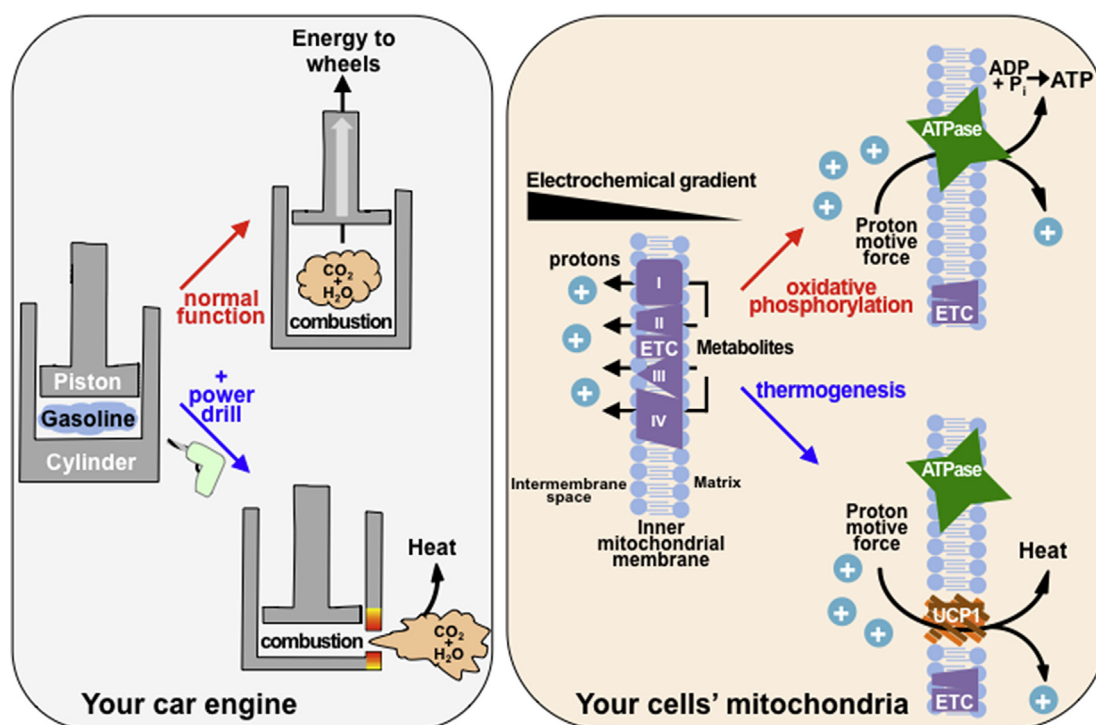 Energy to
wheels
CO2
+
H2O
combustion
normal
function
Piston
Gasoline
Cylinder
+
power
drill
Heat
combustion
CO2
+
H2O
Your car engine
ADP
+ Pi
ATP
ATPase
+
+
+
+
Electrochemical gradient
Proton
motive
force
protons
+
+
+
I
II
ETC
III
IV
Metabolites
oxidative
phosphorylation
ETC
thermogenesis
Intermembrane
space
Matrix
Inner
mitochondrial
membrane
ATPase
Proton
motive
force
Heat
+
+
+
UCP1
+
ETC
Your cells' mitochondria